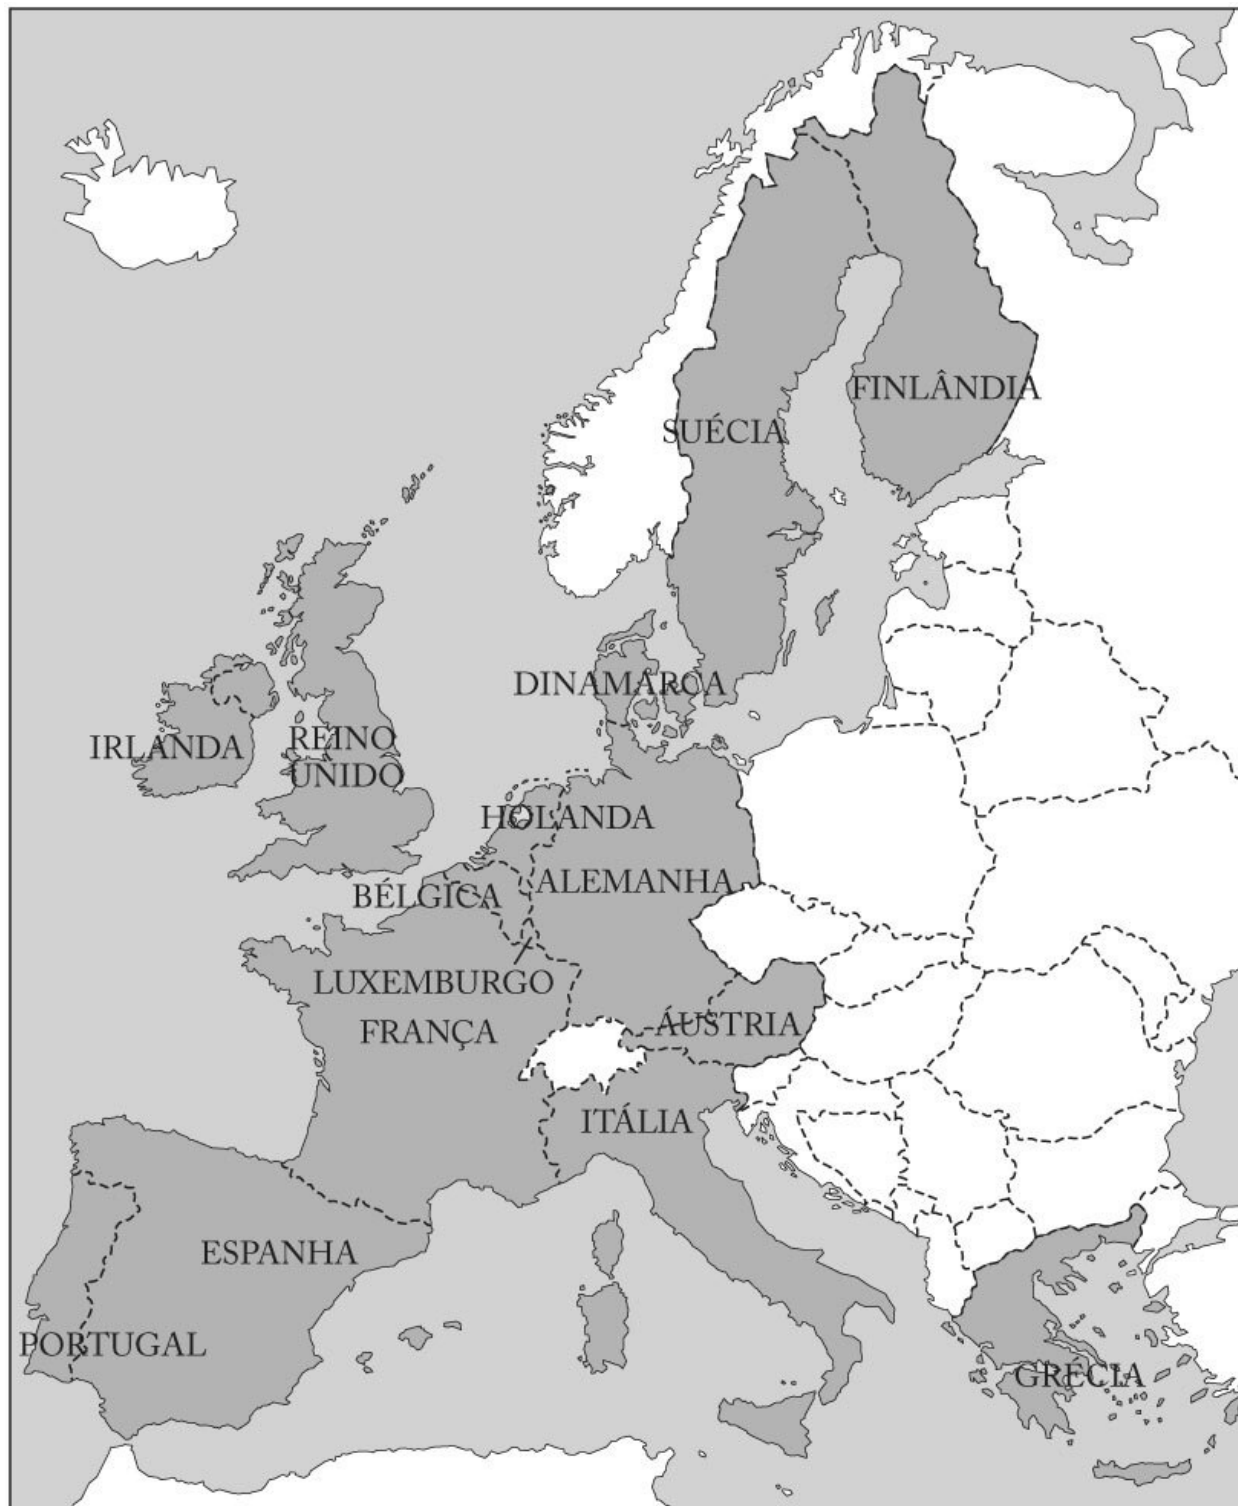 FINLÂNDIA
SUÉCIA
DINAMARCA
IRLANDA
REINO
UNIDO
HOLANDA
ALEMANHA
BÉLGICA
LUXEMBURGO
FRANÇA
ÁUSTRIA
ITÁLIA
ESPANHA
PORTUGAL
GRÉCIA